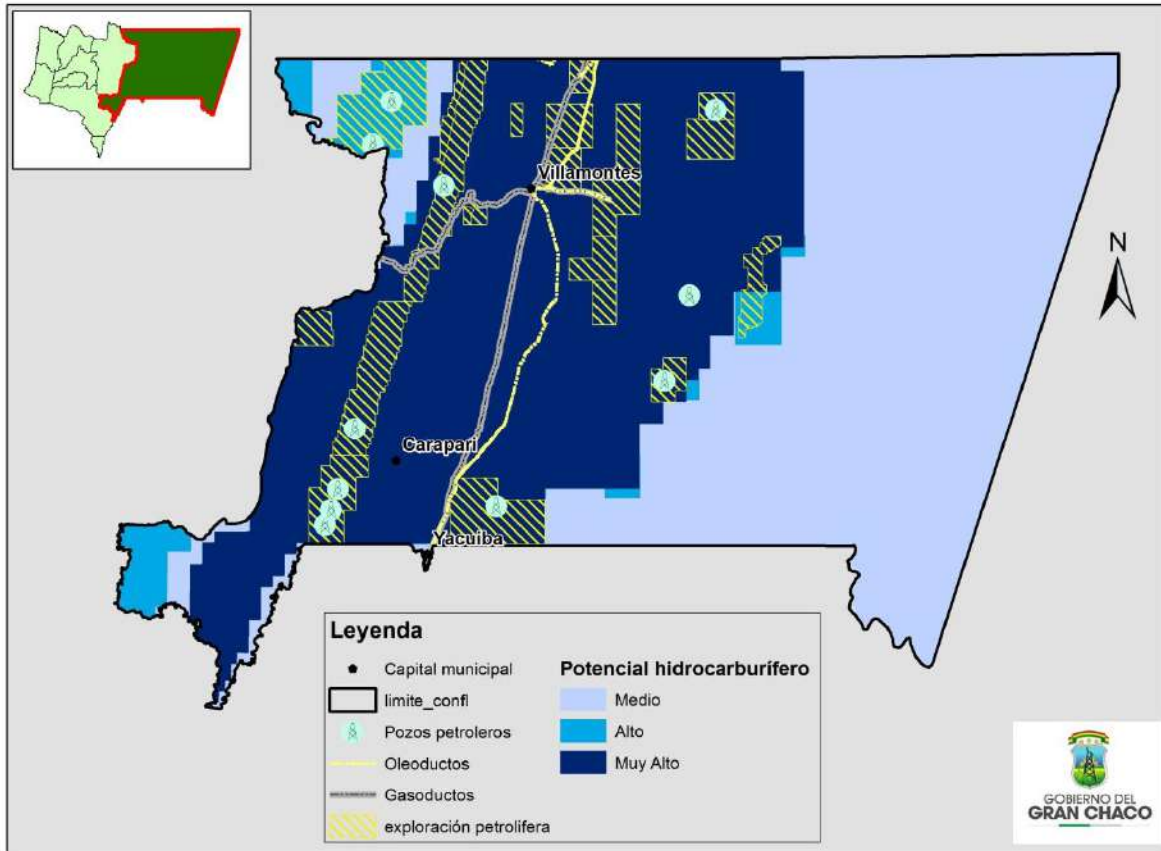 Villamontes
N
Carapari
Yacuiba
Leyenda
Capital municipal
limite_confl
Pozos petroleros
Oleoductos
Gasoductos
exploración petrolifera
Potencial hidrocarburífero
Medio
Alto
Muy Alto
GOBIERNO DEL
GRAN CHACO